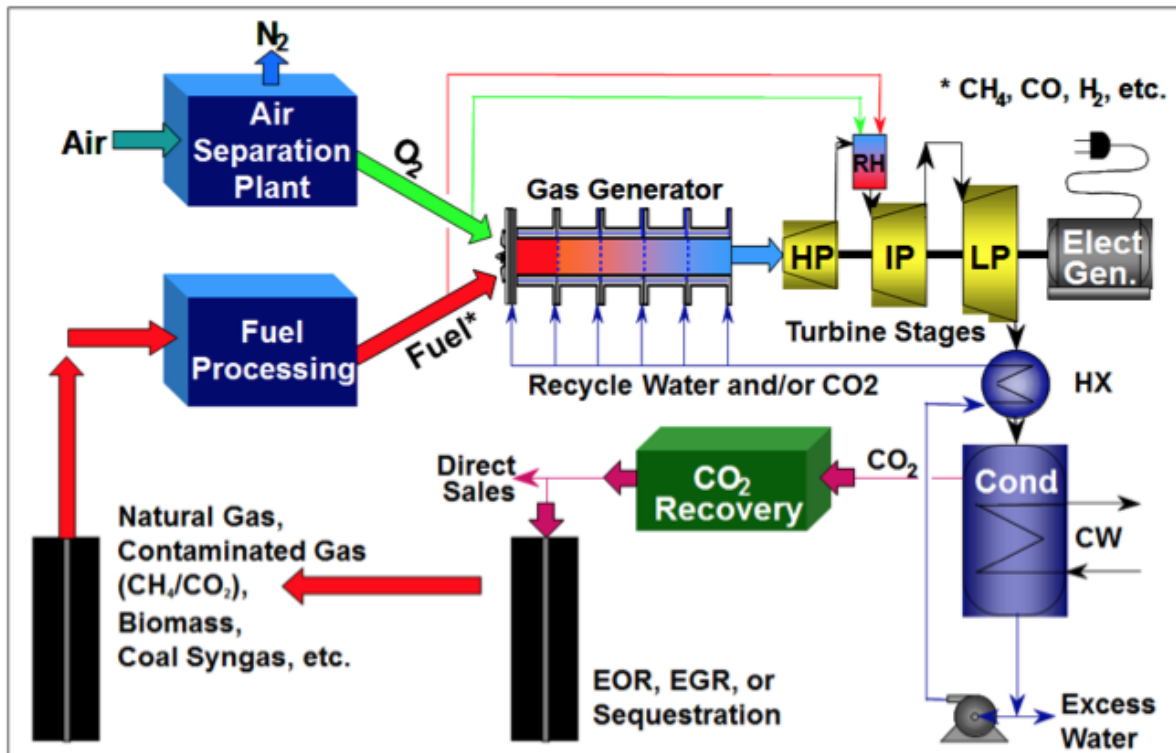 N2
Air
Air
Separation
Plant
O2
* CH4, CO, H2, etc.
RH
Gas Generator
HP
IP
LP
Elect
Gen.
Turbine Stages
Fuel
Processing
Fuel*
Recycle Water and/or CO2
HX
Direct
Sales
CO2
Recovery
CO2
Cond
CW
Natural Gas,
Contaminated Gas
(CH4/CO2),
Biomass,
Coal Syngas, etc.
EOR, EGR, or
Sequestration
Excess
Water